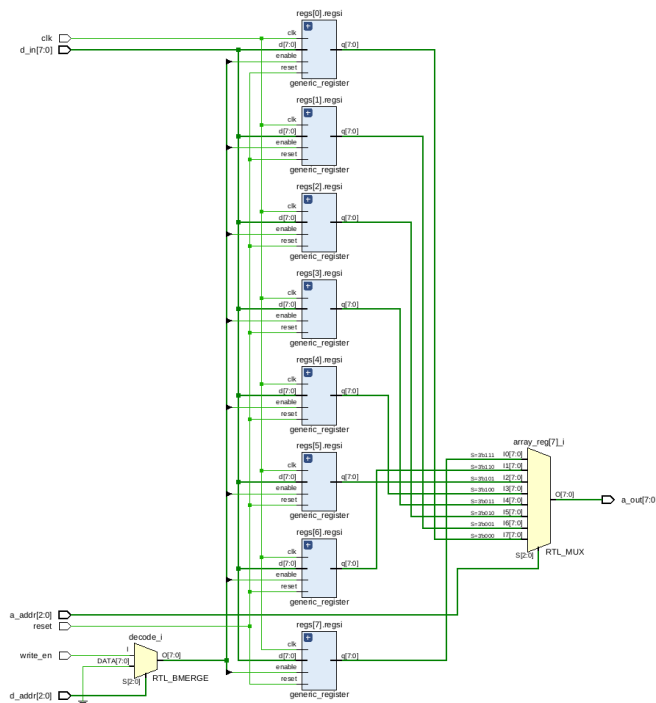 regs[0].regsi
clk
d[7:0]
enable
reset
q[7:0]
generic_register
clk
d_in[7:0]
regs[1].regsi
clk
d[7:0]
enable
reset
q[7:0]
generic_register
regs[2].regsi
clk
d[7:0]
enable
reset
q[7:0]
generic_register
regs[3].regsi
clk
d[7:0]
enable
reset
q[7:0]
generic_register
regs[4].regsi
clk
d[7:0]
enable
reset
q[7:0]
generic_register
regs[5].regsi
clk
d[7:0]
enable
reset
q[7:0]
generic_register
regs[6].regsi
clk
d[7:0]
enable
reset
q[7:0]
generic_register
regs[7].regsi
clk
d[7:0]
enable
reset
q[7:0]
generic_register
array_reg[7]_i
S=3'b111 I0[7:0]
S=3'b110 I1[7:0]
S=3'b101 I2[7:0]
S=3'b100 I3[7:0]
S=3'b011 I4[7:0]
S=3'b010 I5[7:0]
S=3'b001 I6[7:0]
S=3'b000 I7[7:0]
S[2:0]
O[7:0]
RTL_MUX
a_out[7:0
a_addr[2:0]
reset
decode_i
write_en
I
DATA[7:0]
S[2:0]
O[7:0]
RTL_BMERGE
d_addr[2:0]